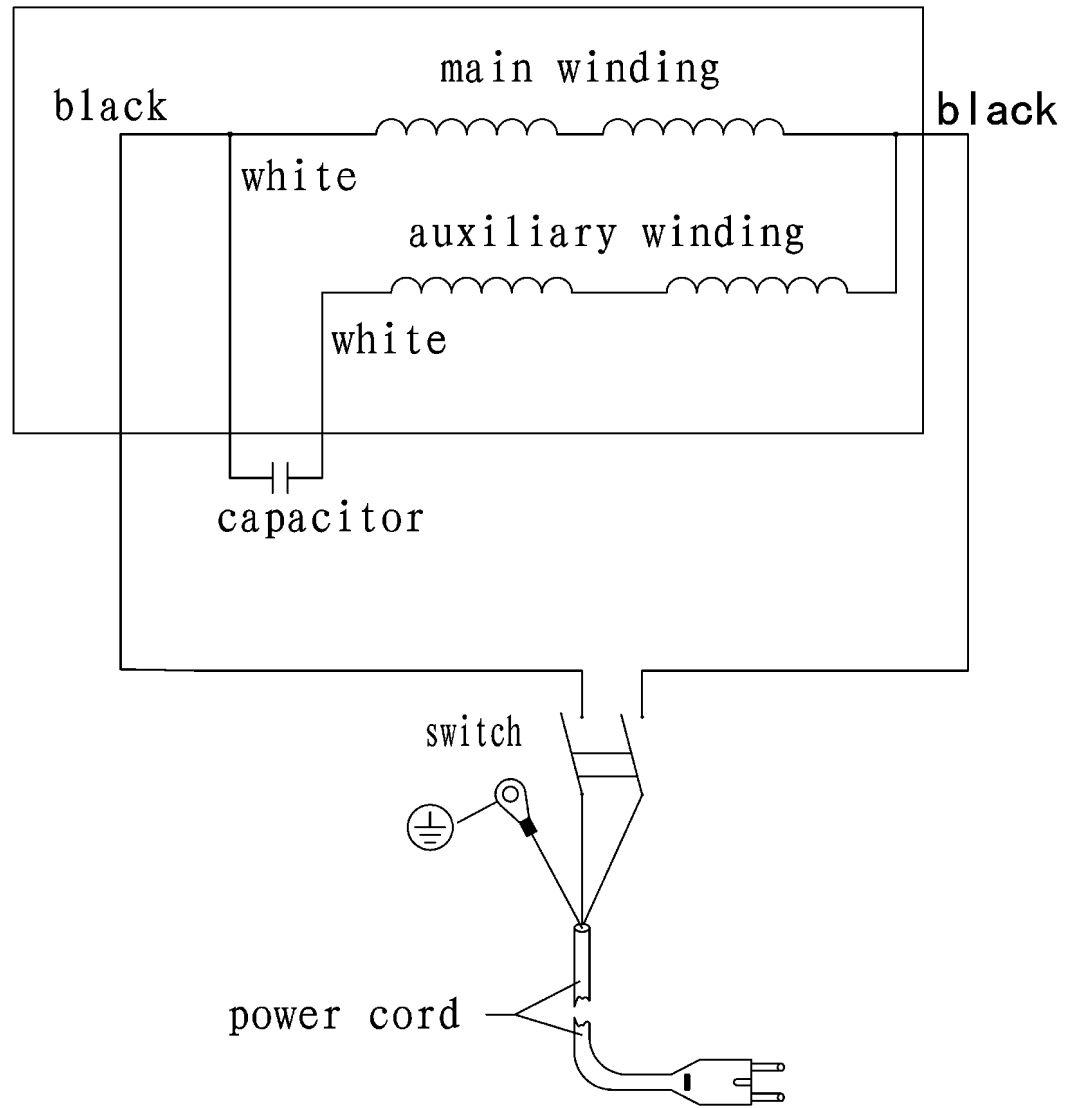 main winding
black
black
white
auxiliary winding
white
capacitor
switch
power cord